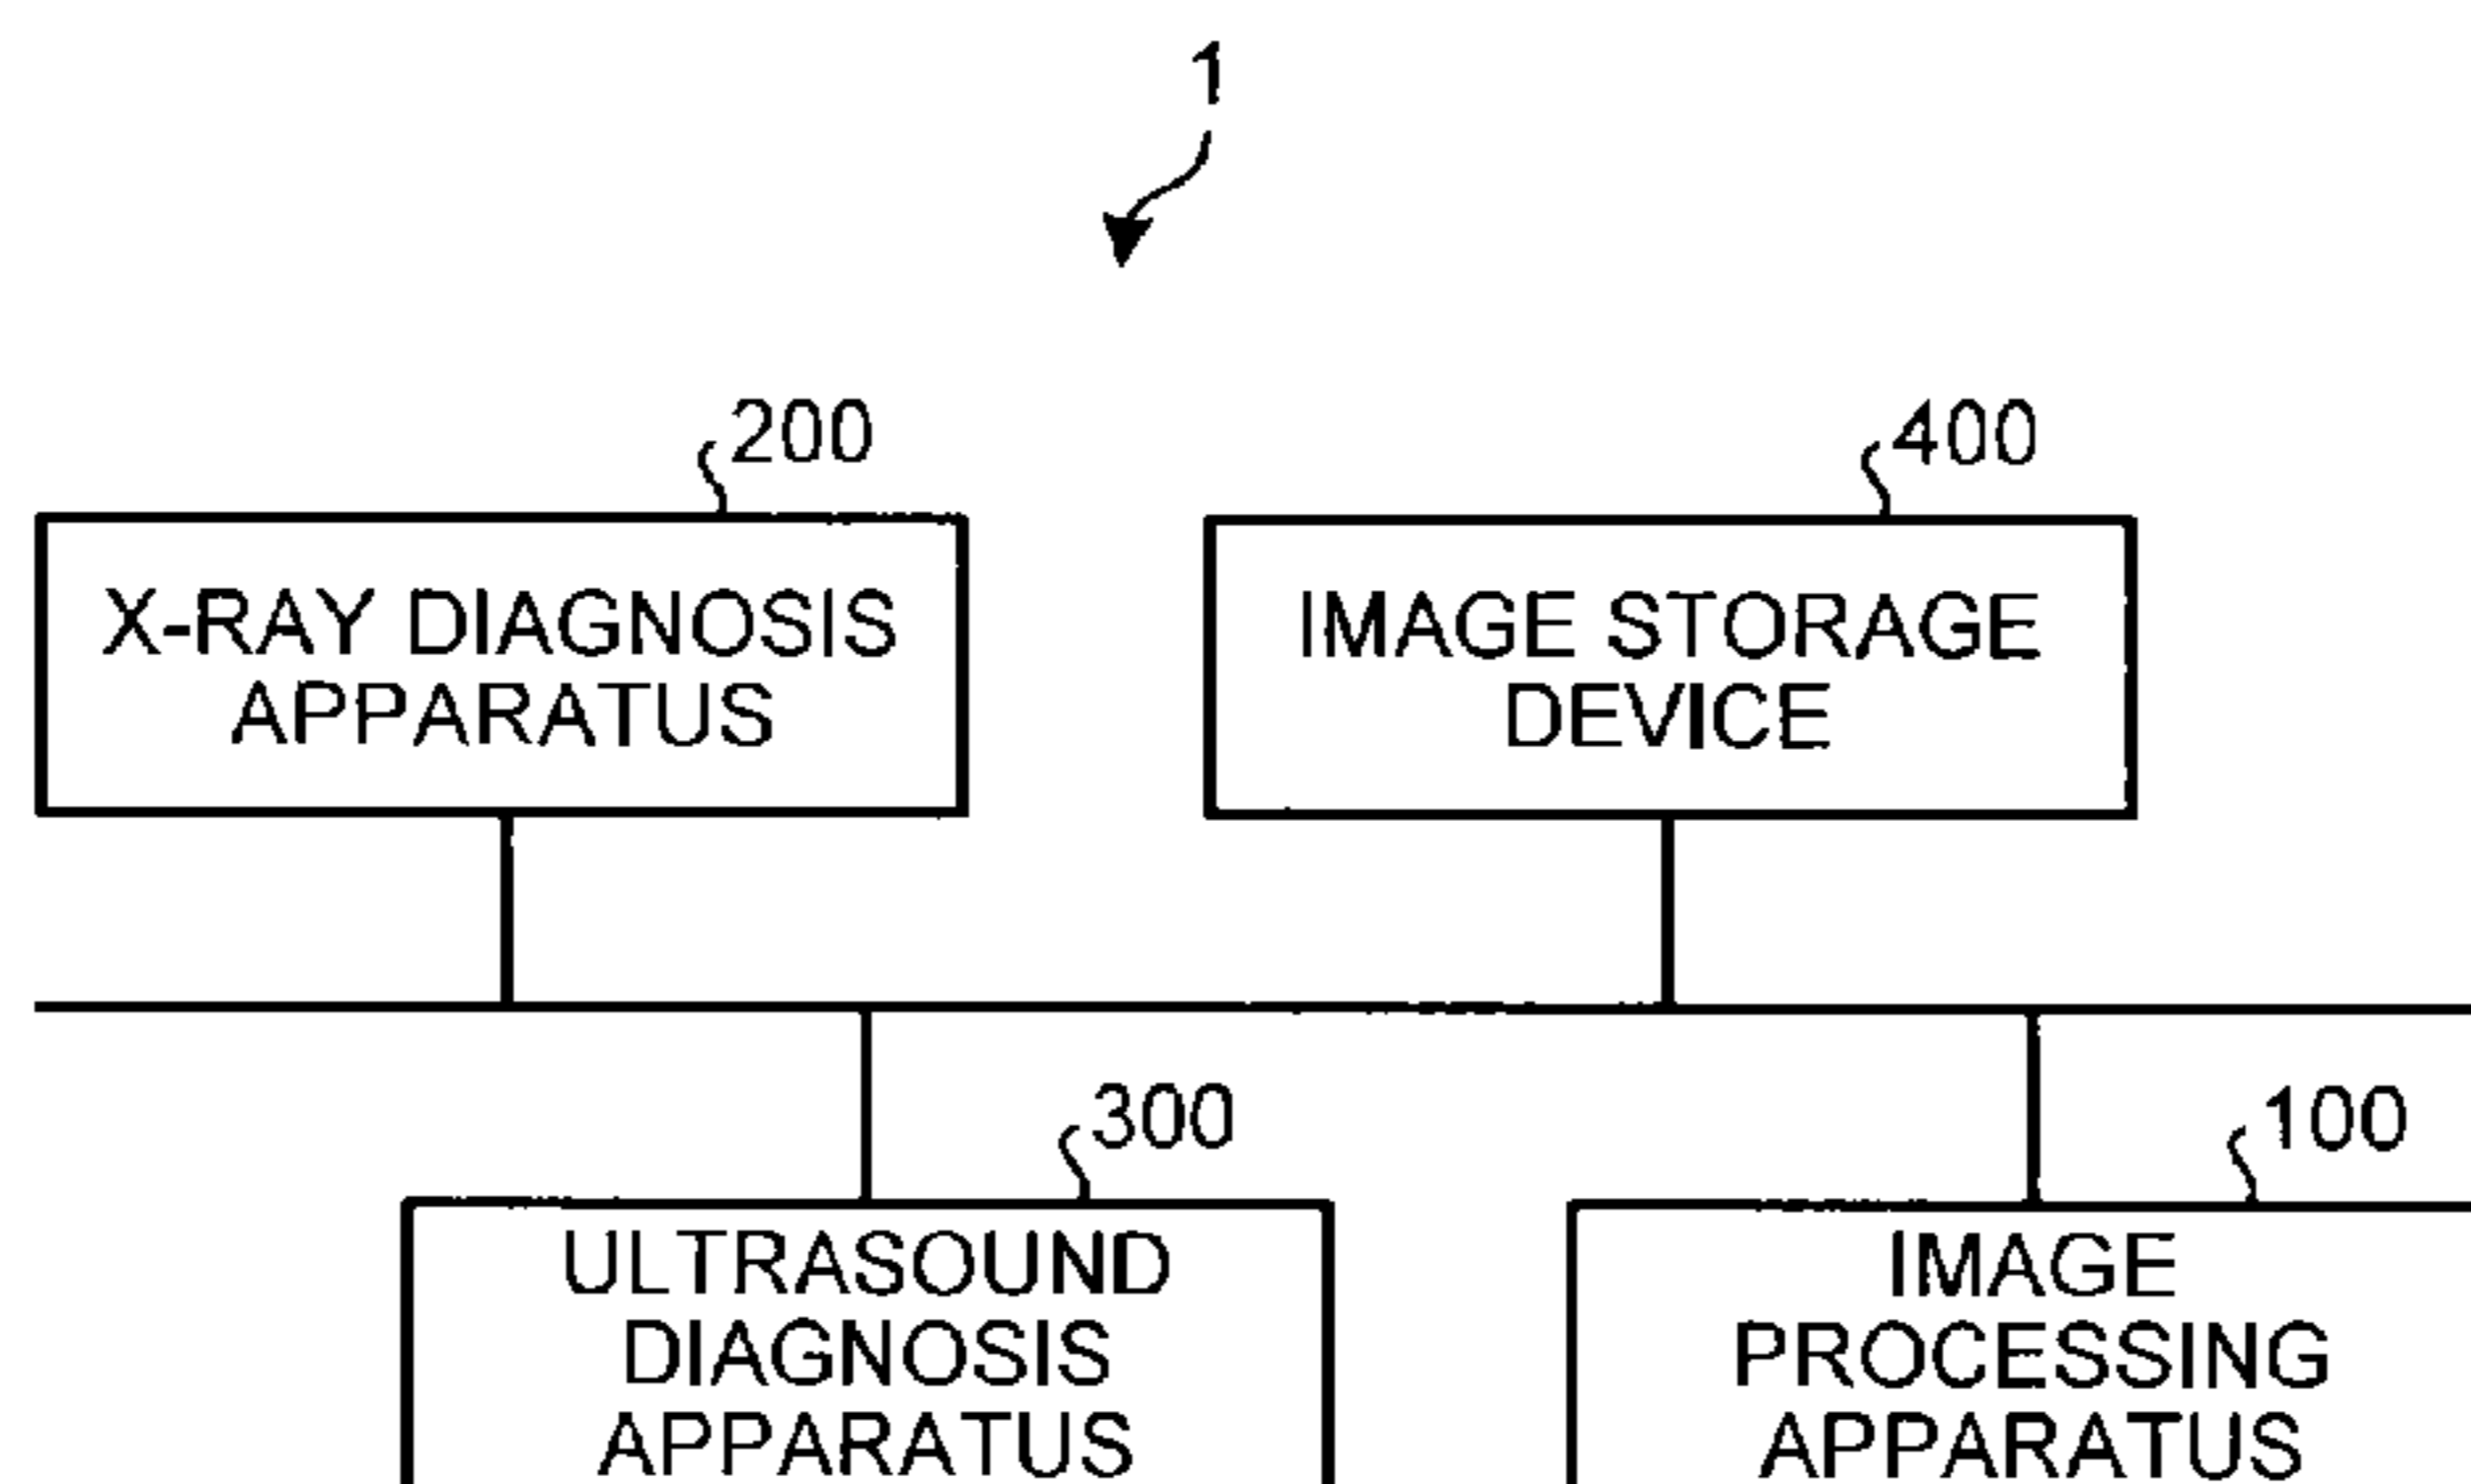 1
200
400
X-RAY DIAGNOSIS
APPARATUS
IMAGE STORAGE
DEVICE
300
100
ULTRASOUND
DIAGNOSIS
APPARATUS
IMAGE
PROCESSING
APPARATUS